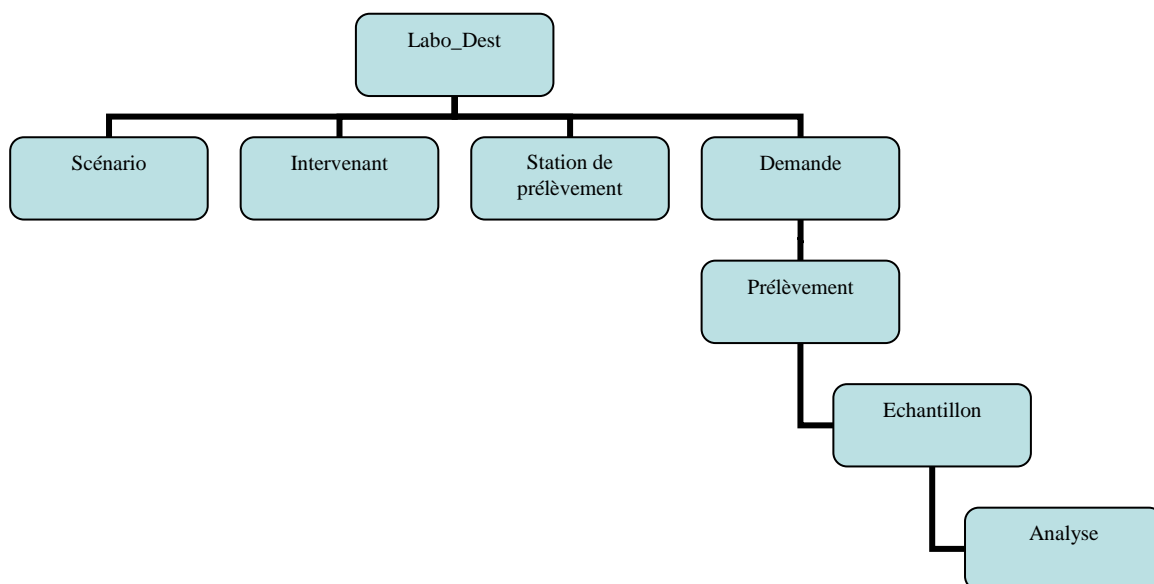 Labo_Dest
Scénario
Intervenant
Station de
prélèvement
Demande
Prélèvement
Echantillon
Analyse